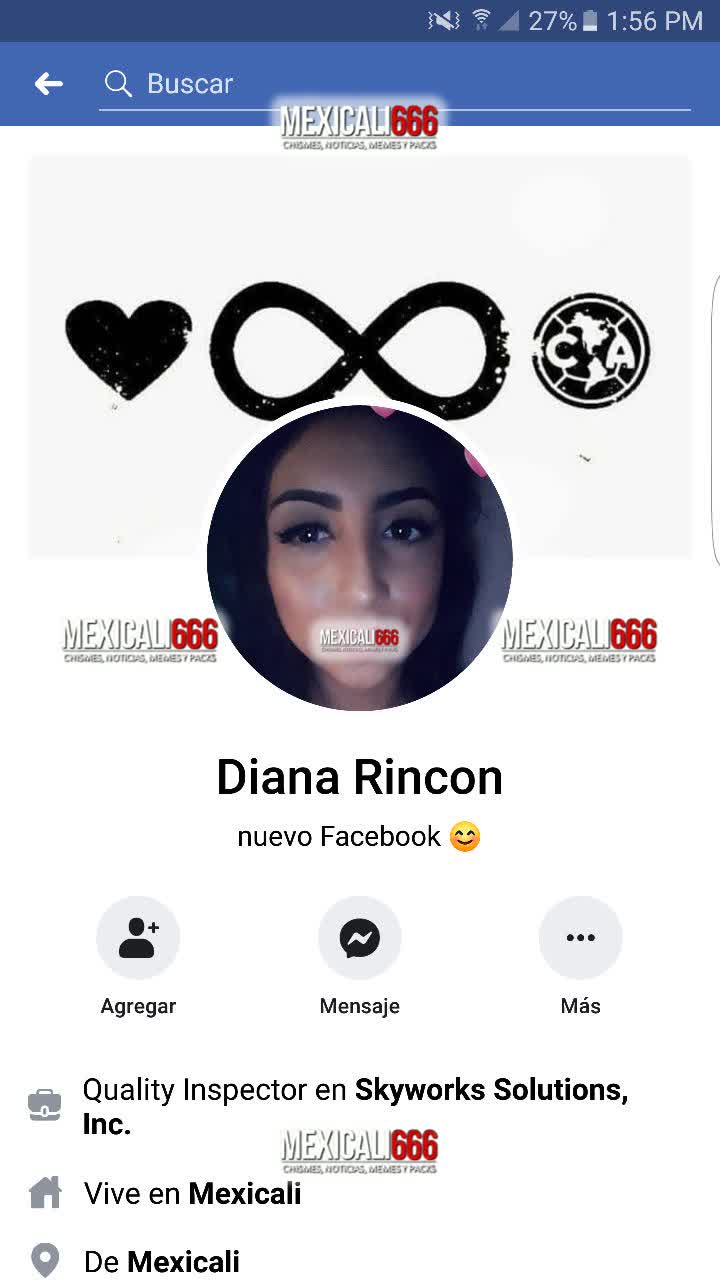 27% 1:56 PM
Buscar
MEXICALI666
CHISMES, NOTICIAS, MEMES Y PACKS
CA
MEXICALI666
CHISMES, NOTICIAS, MEMES Y PACKS
MEXICALI666
CHISMES, NOTICIAS, MEMES Y PACKS
MEXICALI666
CHISMES, NOTICIAS, MEMES Y PACKS
Diana Rincon
nuevo Facebook 😊
Agregar
Mensaje
Más
Quality Inspector en Skyworks Solutions,
Inc.
MEXICALI666
CHISMES, NOTICIAS, MEMES Y PACKS
Vive en Mexicali
De Mexicali